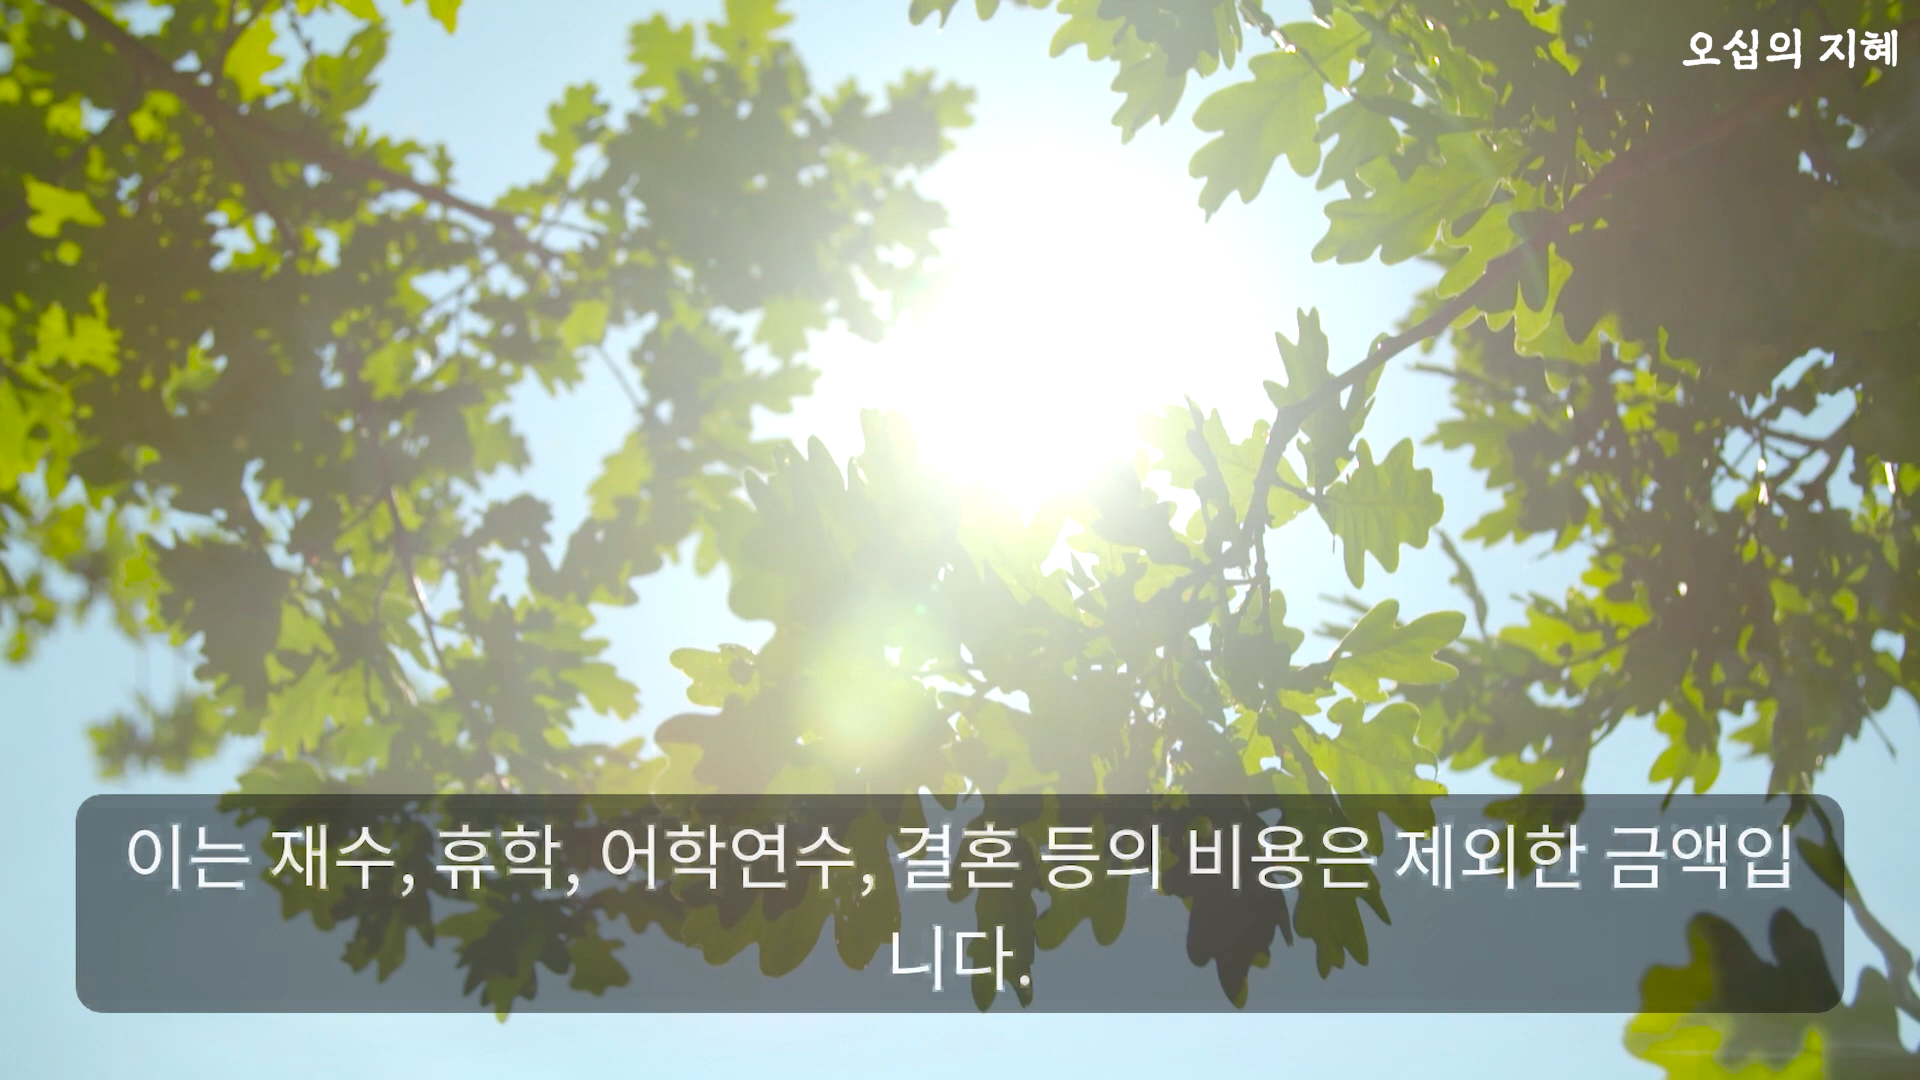 오십의 지혜
이는 재수, 휴학, 어학연수, 결혼 등의 비용은 제외한 금액입
니다.